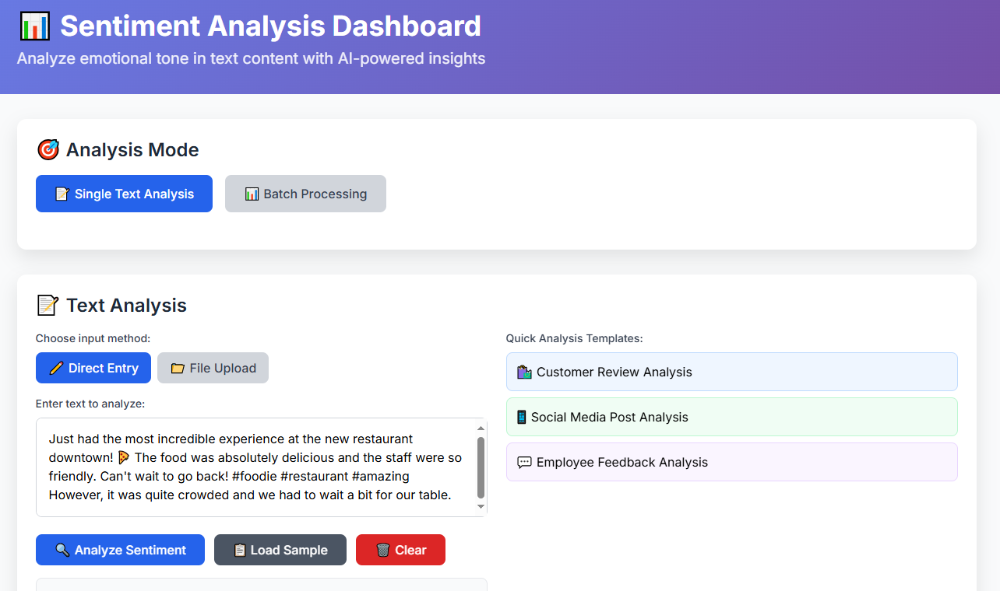 📊 Sentiment Analysis Dashboard
Analyze emotional tone in text content with AI-powered insights
🎯 Analysis Mode
📝 Single Text Analysis
📊 Batch Processing
📝 Text Analysis
Choose input method:
✏️ Direct Entry
📁 File Upload
Enter text to analyze:
Just had the most incredible experience at the new restaurant
downtown! 🍕 The food was absolutely delicious and the staff were so
friendly. Can't wait to go back! #foodie #restaurant #amazing
However, it was quite crowded and we had to wait a bit for our table.
🔍 Analyze Sentiment
📋 Load Sample
🗑️ Clear
Quick Analysis Templates:
🛍️ Customer Review Analysis
📱 Social Media Post Analysis
💬 Employee Feedback Analysis